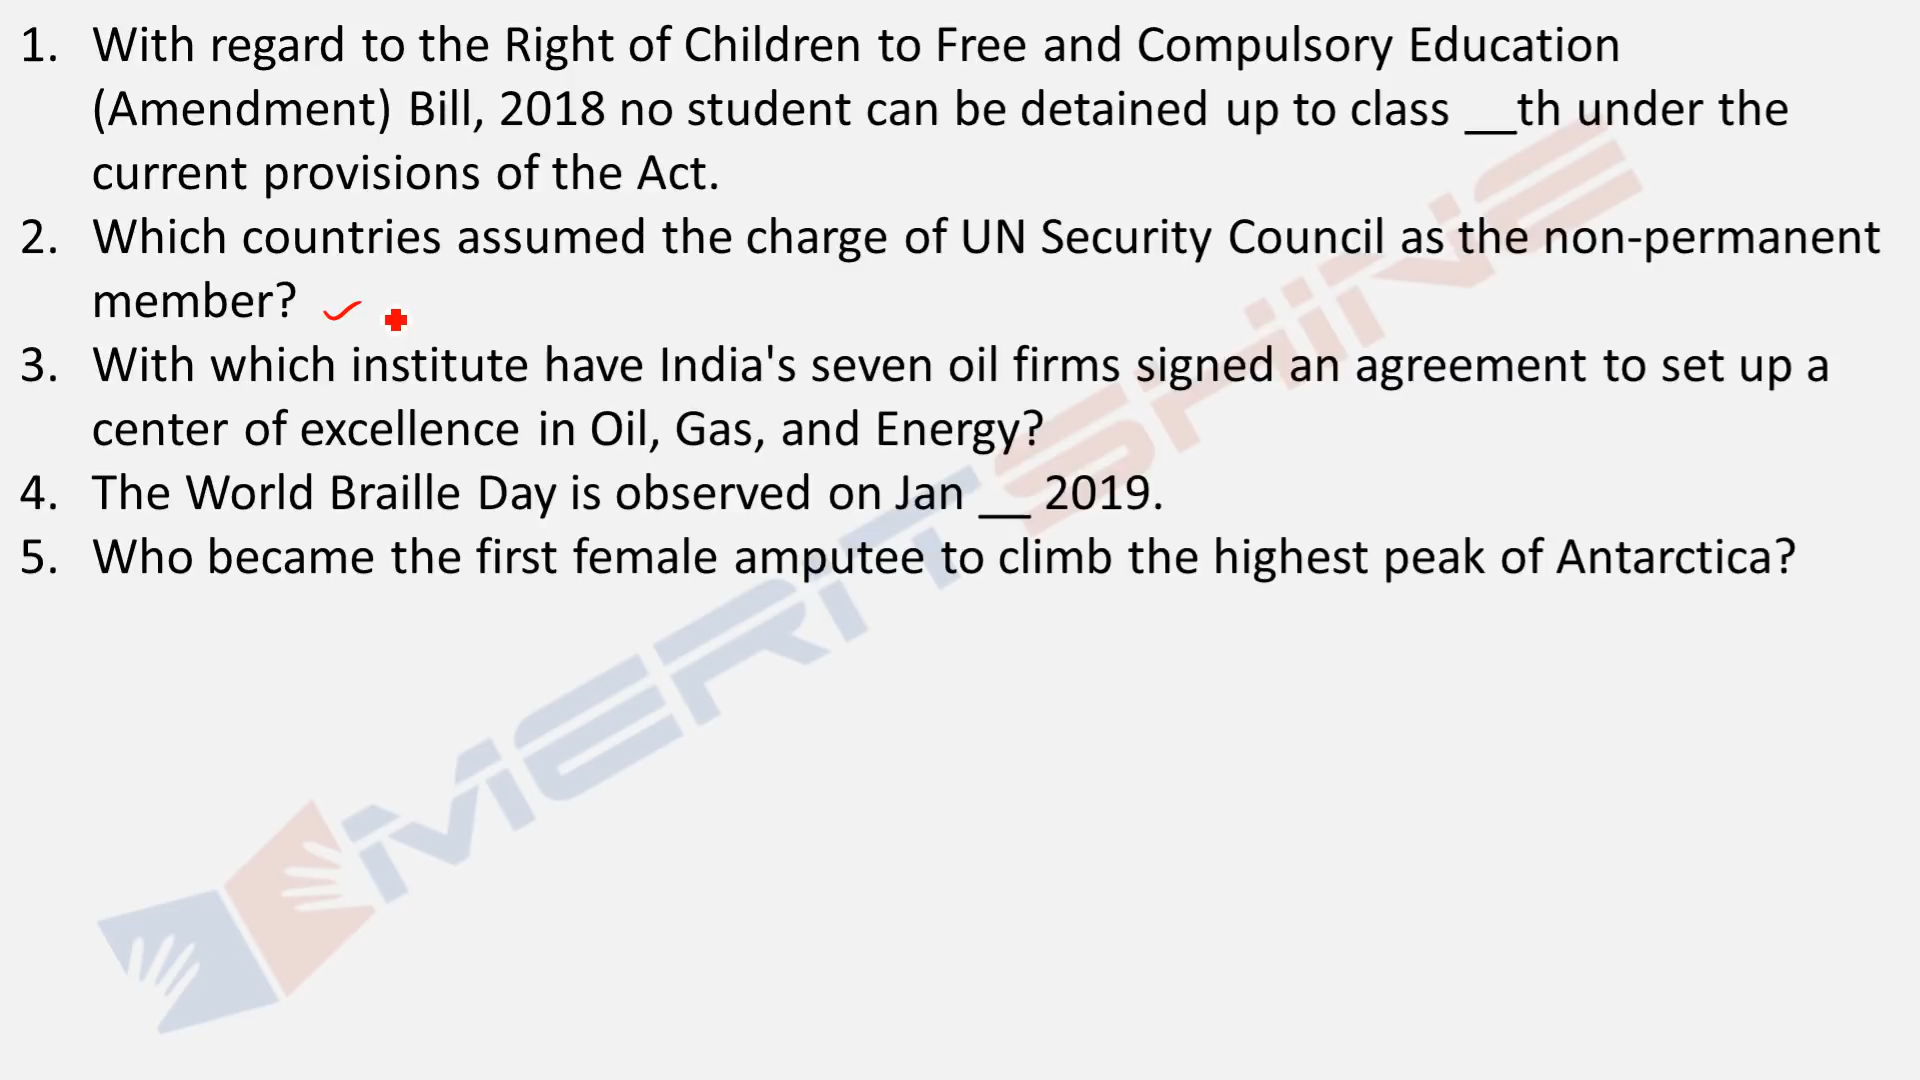 1. With regard to the Right of Children to Free and Compulsory Education
(Amendment) Bill, 2018 no student can be detained up to class __th under the
current provisions of the Act.
2. Which countries assumed the charge of UN Security Council as the non-permanent
member?
3. With which institute have India's seven oil firms signed an agreement to set up a
center of excellence in Oil, Gas, and Energy?
4. The World Braille Day is observed on Jan __ 2019.
5. Who became the first female amputee to climb the highest peak of Antarctica?
MERIT SHINE